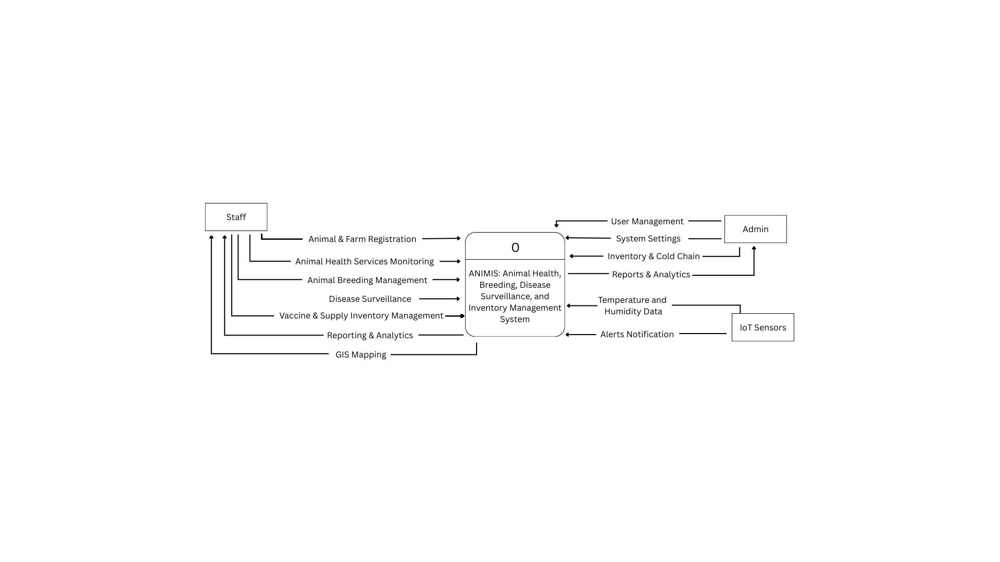 Staff
Animal & Farm Registration
Animal Health Services Monitoring
Animal Breeding Management
Disease Surveillance
Vaccine & Supply Inventory Management
Reporting & Analytics
GIS Mapping
0
ANIMIS: Animal Health,
Breeding, Disease
Surveillance, and
Inventory Management
System
User Management
System Settings
Inventory & Cold Chain
Reports & Analytics
Admin
Temperature and
Humidity Data
Alerts Notification
IoT Sensors